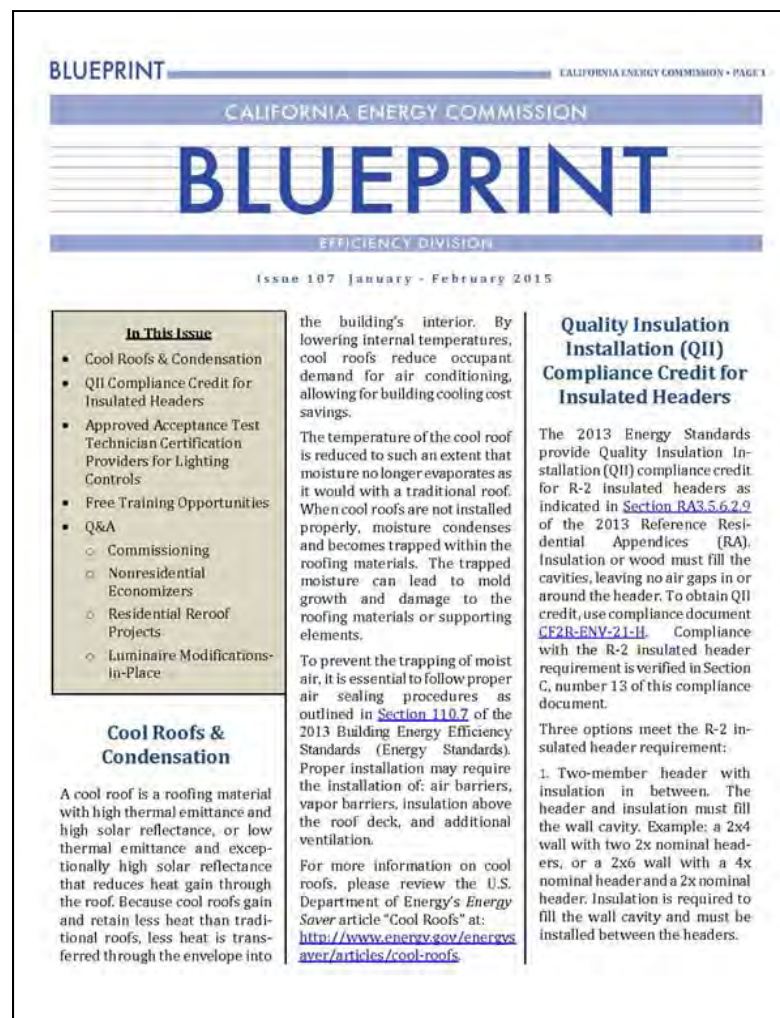 BLUEPRINT
CALIFORNIA ENERGY COMMISSION • PAGE 1
CALIFORNIA ENERGY COMMISSION
BLUEPRINT
EFFICIENCY DIVISION
Issue 107 January - February 2015
In This Issue
• Cool Roofs & Condensation
• QII Compliance Credit for
Insulated Headers
• Approved Acceptance Test
Technician Certification
Providers for Lighting
Controls
• Free Training Opportunities
• Q&A
○ Commissioning
○ Nonresidential
Economizers
○ Residential Reroof
Projects
○ Luminaire Modifications-
in-Place
Cool Roofs &
Condensation
A cool roof is a roofing material
with high thermal emittance and
high solar reflectance, or low
thermal emittance and excep-
tionally high solar reflectance
that reduces heat gain through
the roof. Because cool roofs gain
and retain less heat than tradi-
tional roofs, less heat is trans-
ferred through the envelope into
the building's interior. By
lowering internal temperatures,
cool roofs reduce occupant
demand for air conditioning,
allowing for building cooling cost
savings.
The temperature of the cool roof
is reduced to such an extent that
moisture no longer evaporates as
it would with a traditional roof.
When cool roofs are not installed
properly, moisture condenses
and becomes trapped within the
roofing materials. The trapped
moisture can lead to mold
growth and damage to the
roofing materials or supporting
elements.
To prevent the trapping of moist
air, it is essential to follow proper
air sealing procedures as
outlined in Section 110.7 of the
2013 Building Energy Efficiency
Standards (Energy Standards).
Proper installation may require
the installation of: air barriers,
vapor barriers, insulation above
the roof deck, and additional
ventilation.
For more information on cool
roofs, please review the U.S.
Department of Energy's Energy
Saver article "Cool Roofs" at:
http://www.energy.gov/energys
aver/articles/cool-roofs.
Quality Insulation
Installation (QII)
Compliance Credit for
Insulated Headers
The 2013 Energy Standards
provide Quality Insulation In-
stallation (QII) compliance credit
for R-2 insulated headers as
indicated in Section RA3.5.6.2.9
of the 2013 Reference Resi-
dential Appendices (RA).
Insulation or wood must fill the
cavities, leaving no air gaps in or
around the header. To obtain QII
credit, use compliance document
CF2R-ENV-21-H. Compliance
with the R-2 insulated header
requirement is verified in Section
C, number 13 of this compliance
document.
Three options meet the R-2 in-
sulated header requirement:
1. Two-member header with
insulation in between. The
header and insulation must fill
the wall cavity. Example: a 2x4
wall with two 2x nominal head-
ers, or a 2x6 wall with a 4x
nominal header and a 2x nominal
header. Insulation is required to
fill the wall cavity and must be
installed between the headers.